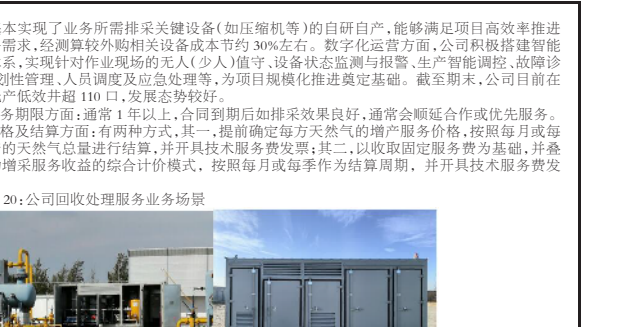 本实现了业务所需排采关键设备(如压缩机等)的自研自产,能够满足项目高效率推进
需求,经测算较外购相关设备成本节约 30%左右。数字化运营方面,公司积极搭建智能
系,实现针对作业现场的无人(少人)值守、设备状态监测与报警、生产智能调控、故障诊
划性管理、人员调度及应急处理等,为项目规模化推进奠定基础。截至期末,公司目前在
产低效井超 110 口,发展态势较好。
务期限方面:通常 1 年以上,合同到期后如排采效果良好,通常会顺延合作或优先服务。
格及结算方面:有两种方式,其一,提前确定每方天然气的增产服务价格,按照每月或每
的天然气总量进行结算,并开具技术服务费发票;其二,以收取固定服务费为基础,并叠
增采服务收益的综合计价模式，按照每月或每季作为结算周期，并开具技术服务费发
20:公司回收处理服务业务场景